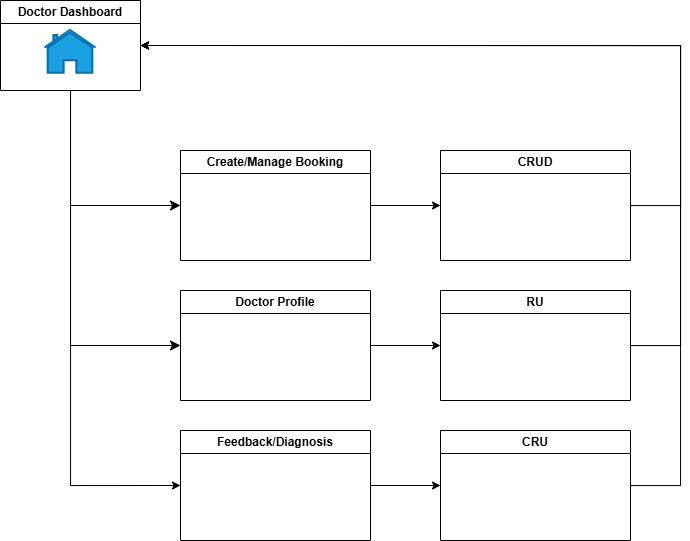 Doctor Dashboard
Create/Manage Booking
CRUD
Doctor Profile
RU
Feedback/Diagnosis
CRU